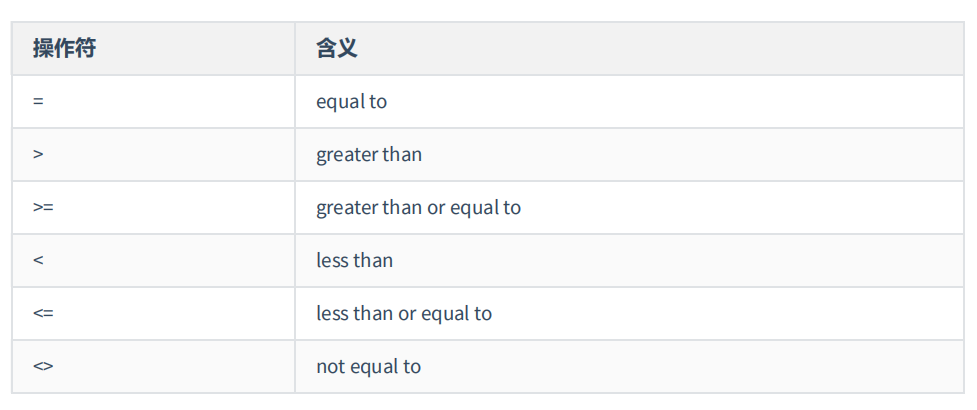 操作符 含义
= equal to
> greater than
>= greater than or equal to
< less than
<= less than or equal to
<> not equal to